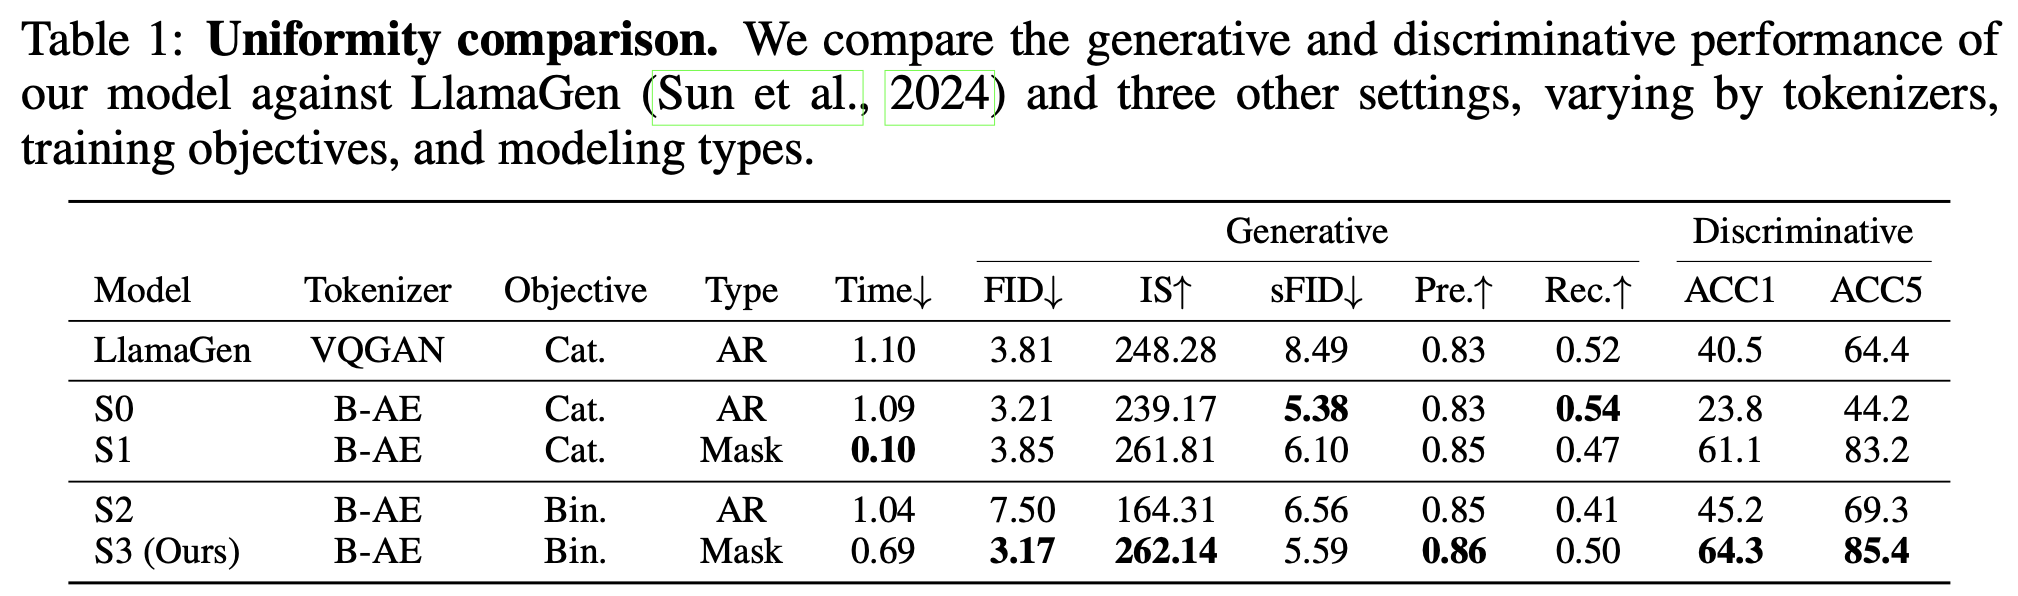 Table 1: Uniformity comparison. We compare the generative and discriminative performance of
our model against LlamaGen (Sun et al., 2024) and three other settings, varying by tokenizers,
training objectives, and modeling types.
Generative Discriminative
Model Tokenizer Objective Type Time↓ FID↓ IS↑ sFID↓ Pre.↑ Rec.↑ ACC1 ACC5
LlamaGen VQGAN Cat. AR 1.10 3.81 248.28 8.49 0.83 0.52 40.5 64.4
S0 B-AE Cat. AR 1.09 3.21 239.17 5.38 0.83 0.54 23.8 44.2
S1 B-AE Cat. Mask 0.10 3.85 261.81 6.10 0.85 0.47 61.1 83.2
S2 B-AE Bin. AR 1.04 7.50 164.31 6.56 0.85 0.41 45.2 69.3
S3 (Ours) B-AE Bin. Mask 0.69 3.17 262.14 5.59 0.86 0.50 64.3 85.4